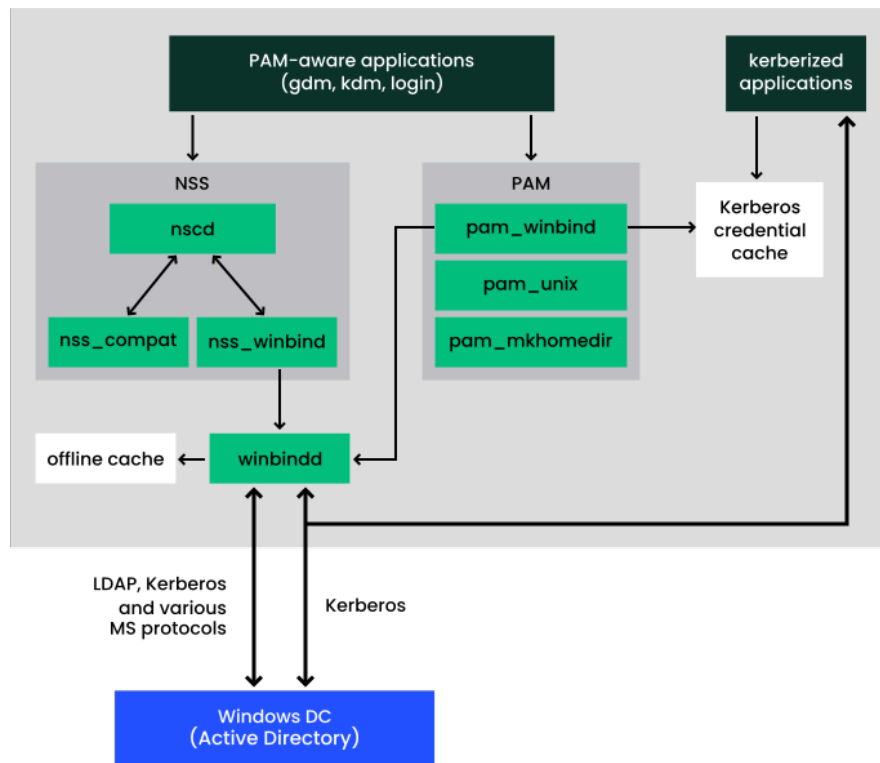 PAM-aware applications
(gdm, kdm, login)
kerberized
applications
NSS
PAM
nscd
pam_winbind
Kerberos
credential
cache
pam_unix
nss_compat
nss_winbind
pam_mkhomedir
offline cache
winbindd
LDAP, Kerberos
and various
MS protocols
Kerberos
Windows DC
(Active Directory)